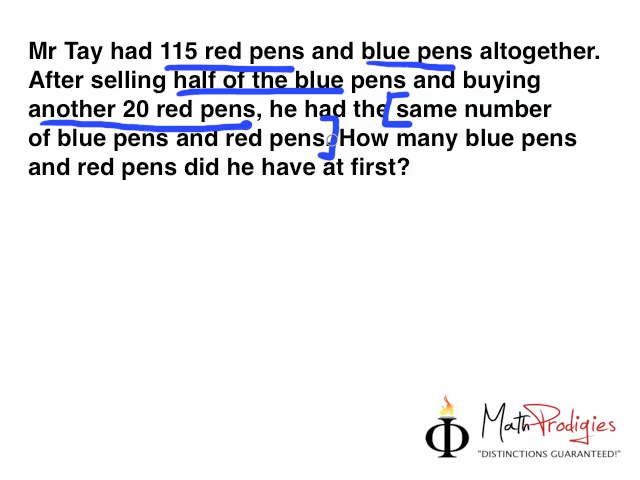 Mr Tay had 115 red pens and blue pens altogether.
After selling half of the blue pens and buying
another 20 red pens, he had the same number
of blue pens and red pens. How many blue pens
and red pens did he have at first?
Math Prodigies
"DISTINCTIONS GUARANTEED!"